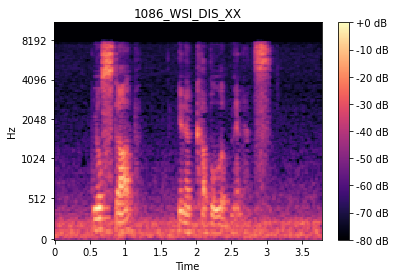 1086_WSI_DIS_XX
+0 dB
8192
-10 dB
4096
-20 dB
-30 dB
2048
-40 dB
Hz
1024
-50 dB
512
-60 dB
-70 dB
0
-80 dB
0 0.5 1 1.5 2 2.5 3 3.5
Time